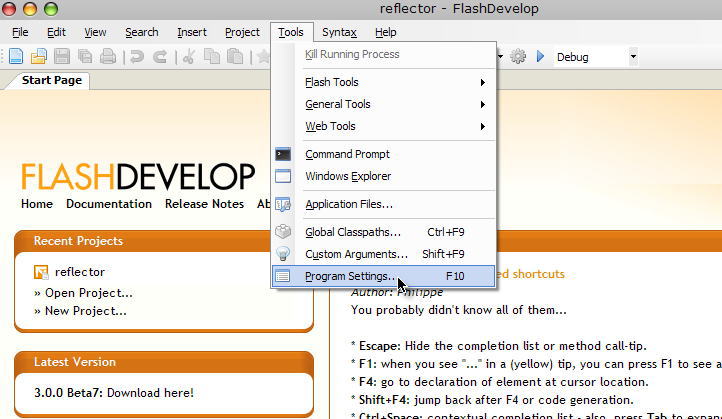 reflector - FlashDevelop
File Edit View Search Insert Project Tools Syntax Help
Debug
Start Page
Kill Running Process
Flash Tools
General Tools
Web Tools
Command Prompt
Windows Explorer
Application Files...
Global Classpaths... Ctrl+F9
Custom Arguments... Shift+F9
Program Settings... F10
FLASHDEVELOP
Home Documentation Release Notes
Recent Projects
reflector
» Open Project...
» New Project...
Latest Version
3.0.0 Beta7: Download here!
ed shortcuts
Author: Philippe
You probably didn't know all of them...
* Escape: Hide the completion list or method call-tip.
* F1: when you see "..." in a (yellow) tip, you can press F1 to see a
* F4: go to declaration of element at cursor location.
* Shift+F4: jump back after F4 or code generation.
* Ctrl+Space: contextual completion list - also, press Tab to expand